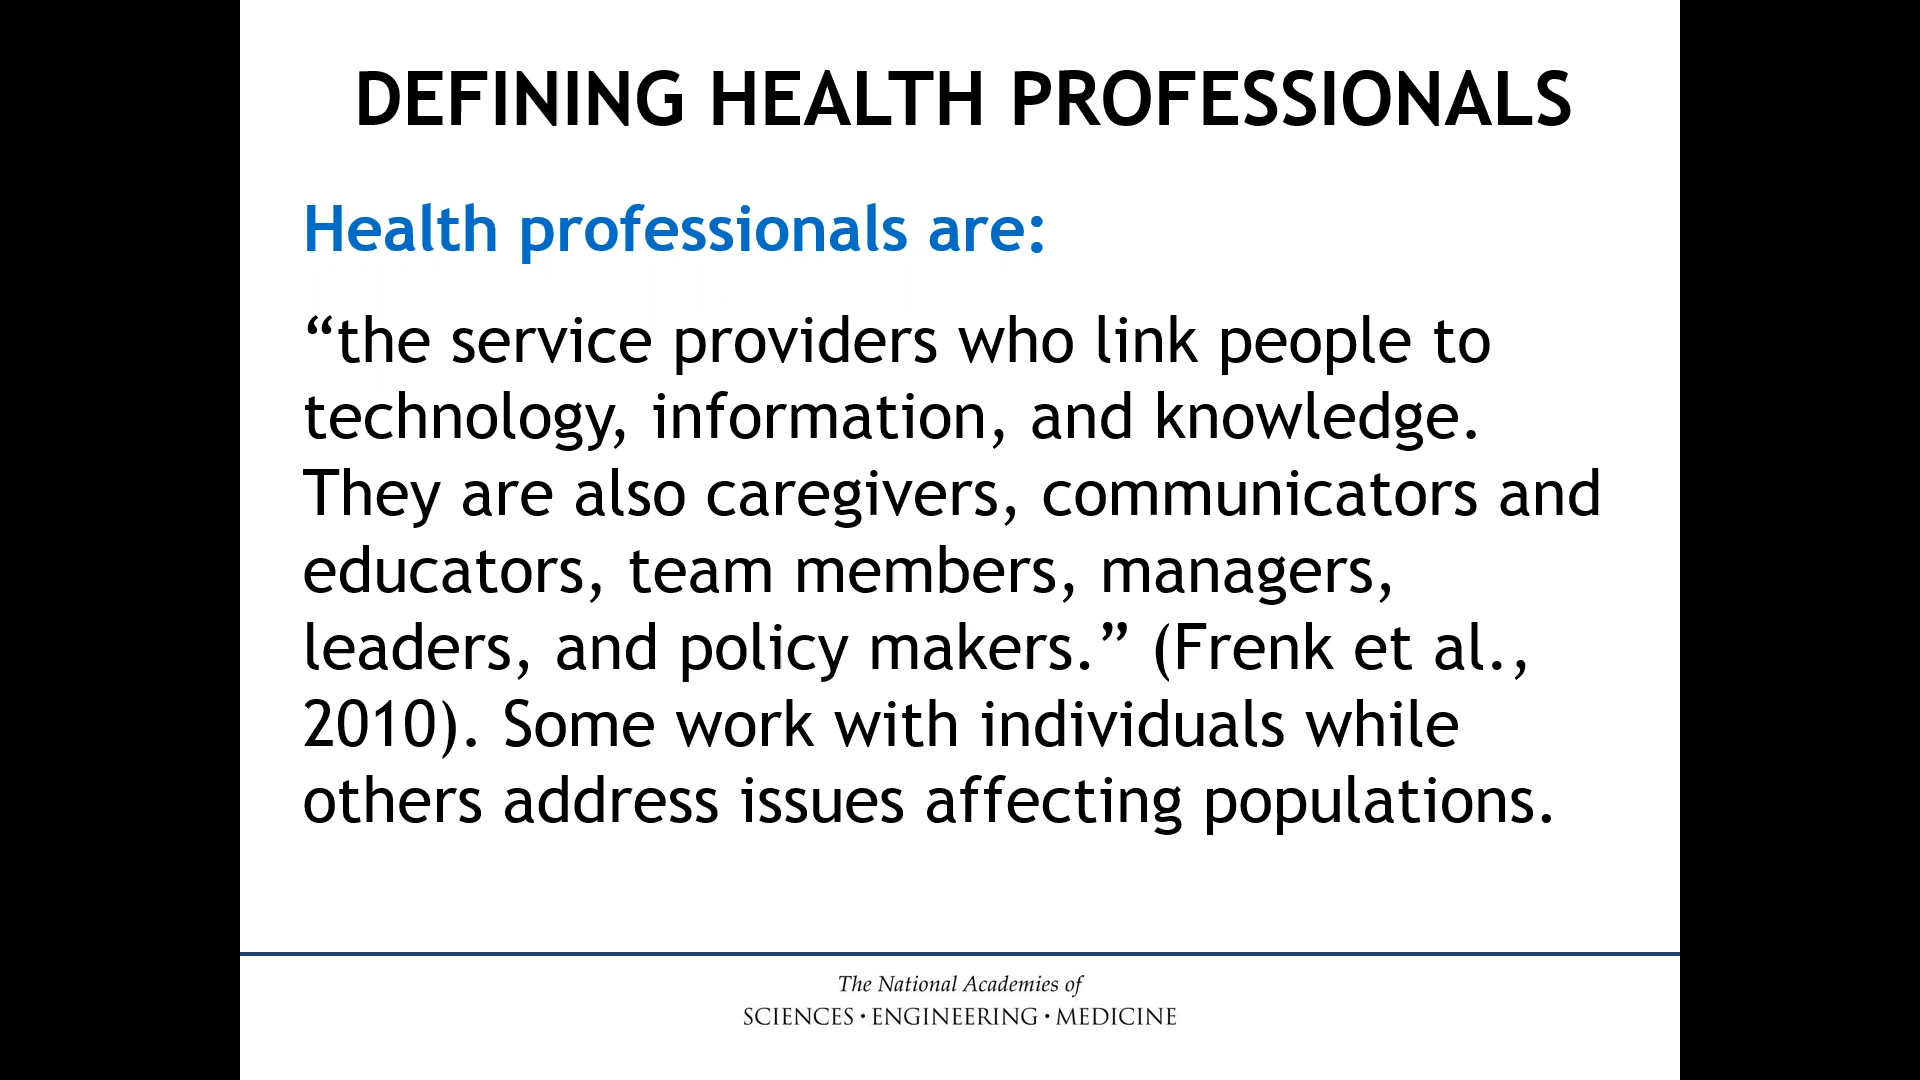 DEFINING HEALTH PROFESSIONALS
Health professionals are:
“the service providers who link people to
technology, information, and knowledge.
They are also caregivers, communicators and
educators, team members, managers,
leaders, and policy makers.” (Frenk et al.,
2010). Some work with individuals while
others address issues affecting populations.
The National Academies of
SCIENCES · ENGINEERING · MEDICINE